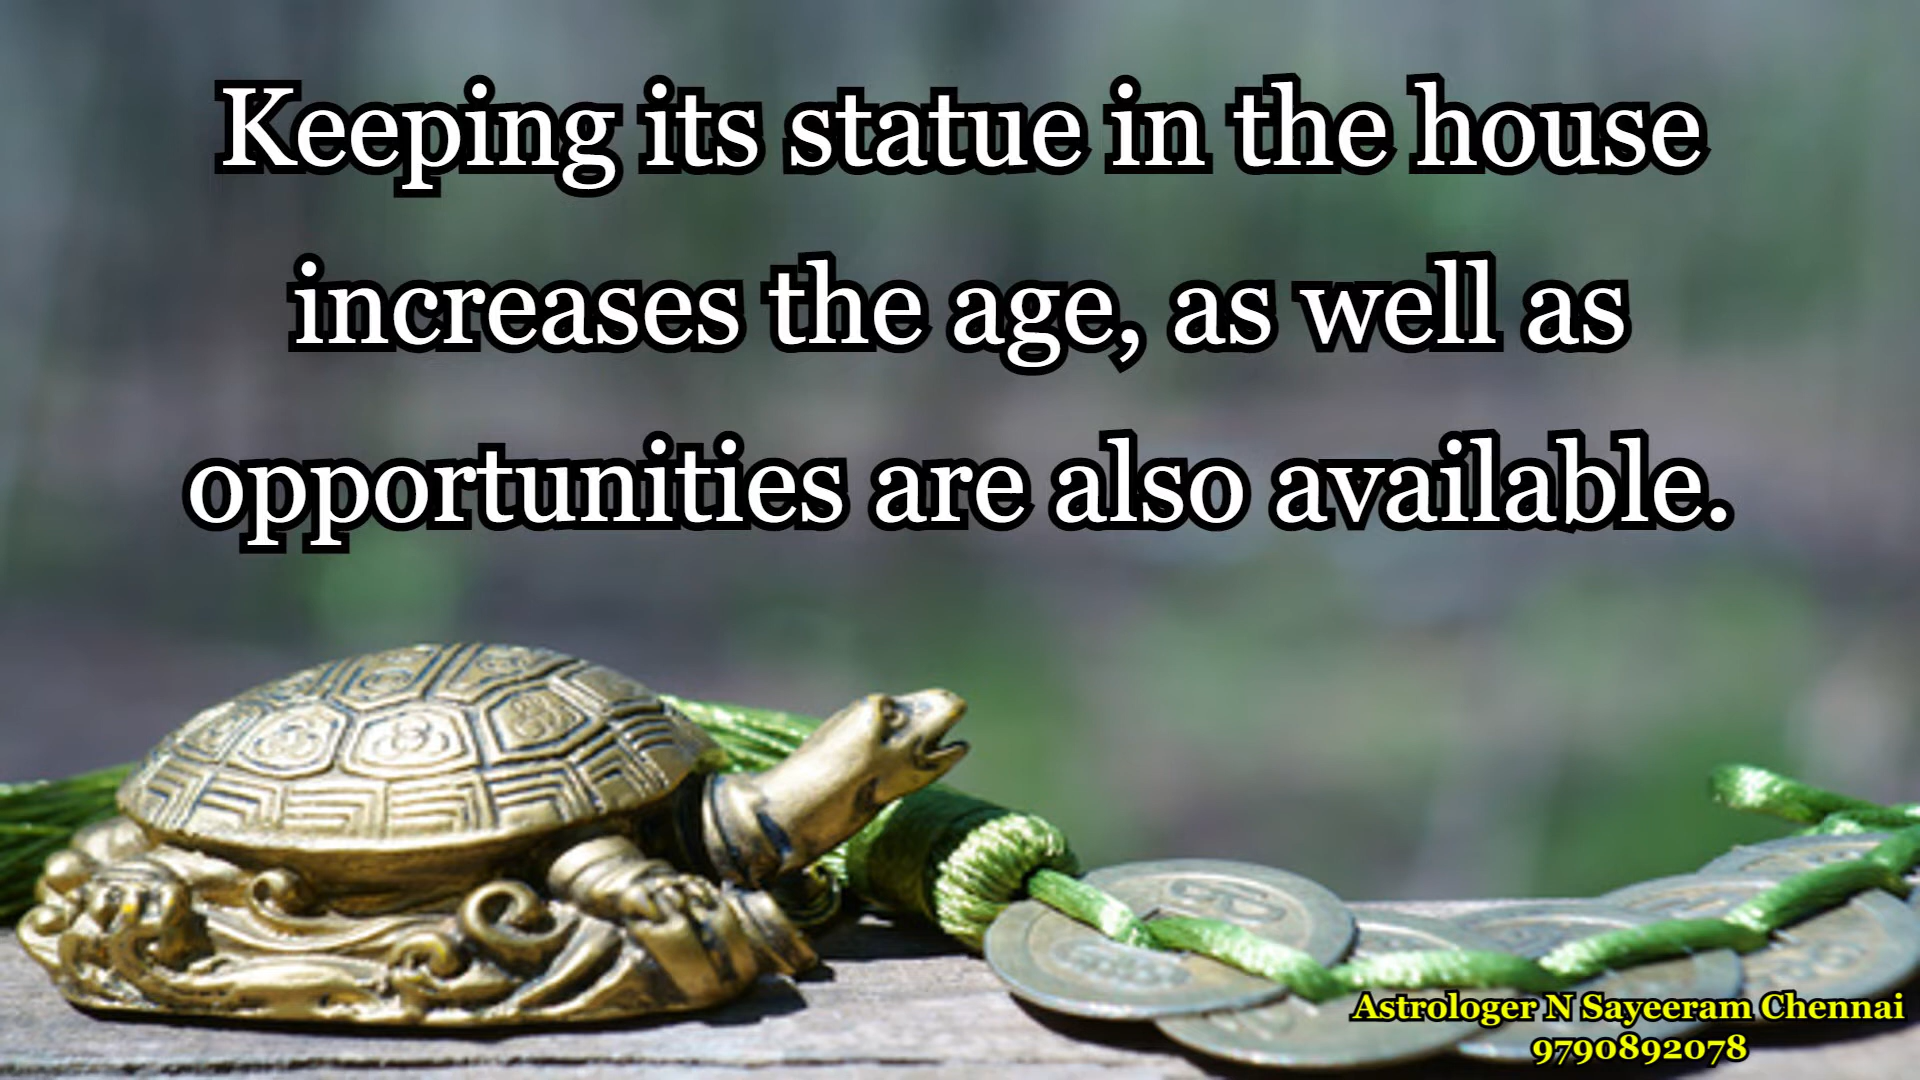 Keeping its statue in the house
increases the age, as well as
opportunities are also available.
Astrologer N Sayeeram Chennai
9790892078